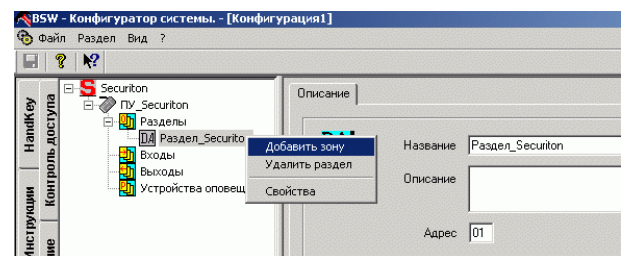 BSW - Конфигуратор системы. - [Конфигурация1]
Файл Раздел Вид ?
HandKey
Контроль доступа
Инструкции
Securiton
ПУ_Securiton
Разделы
Раздел_Securito
Входы
Выходы
Устройства оповещ
Добавить зону
Удалить раздел
Свойства
Описание
Название Раздел_Securiton
Описание
Адрес 01